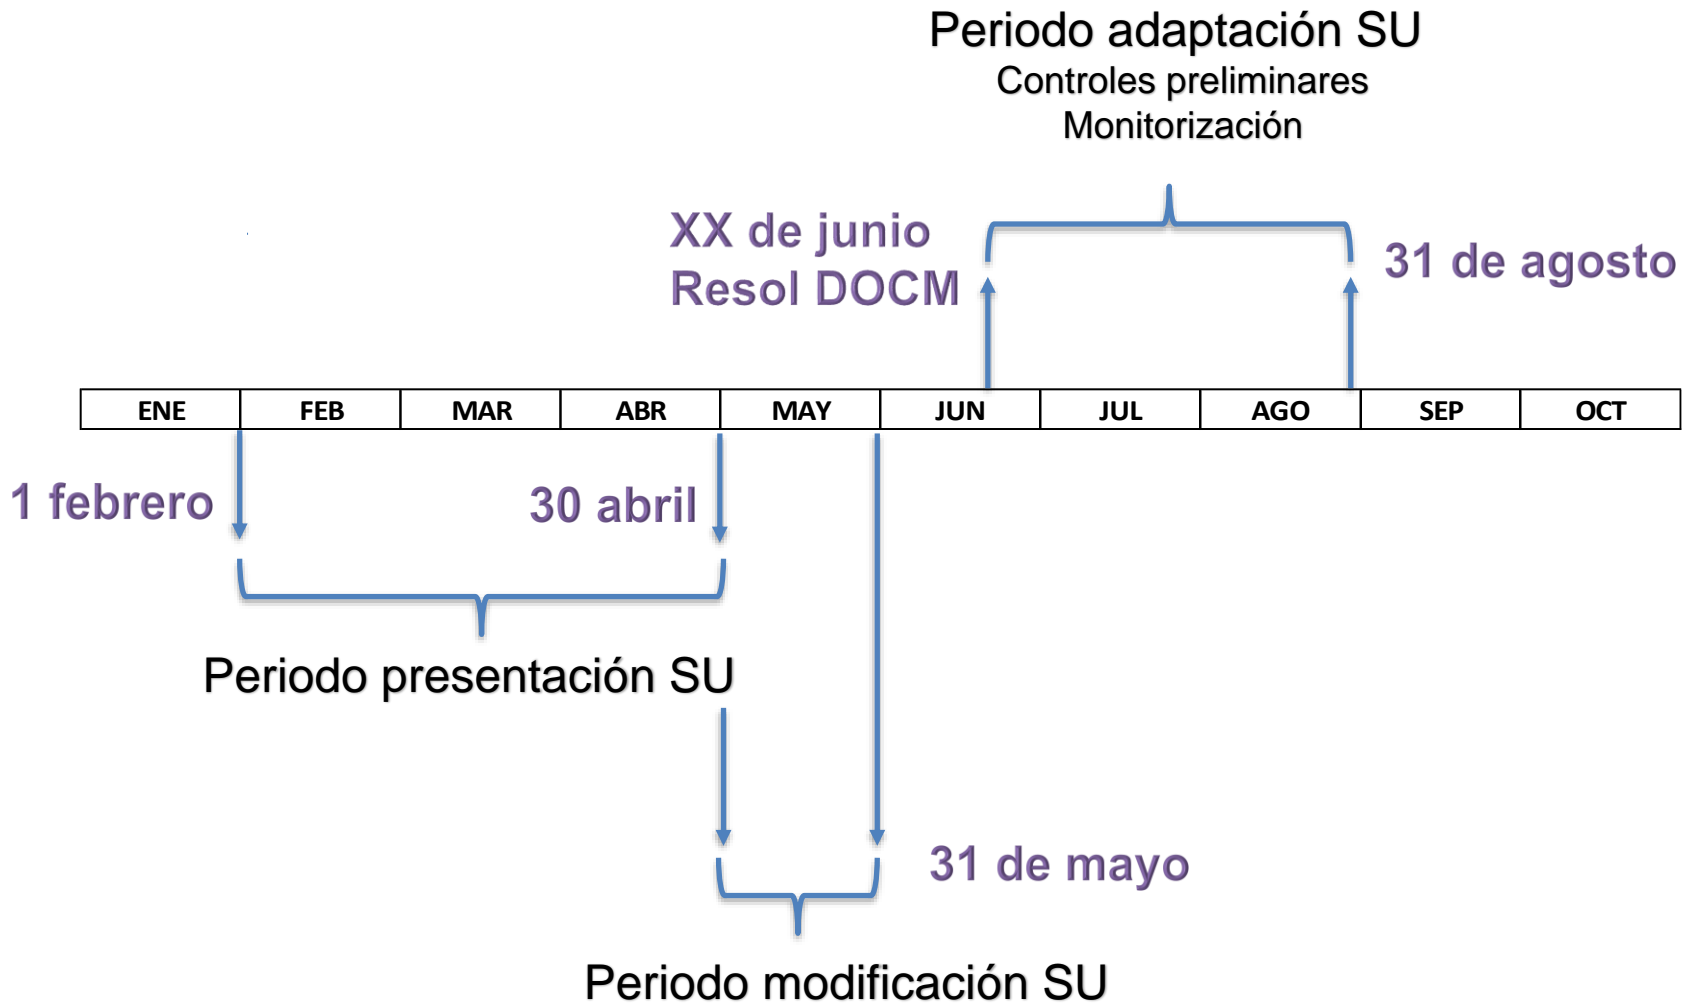 Periodo adaptación SU
Controles preliminares
Monitorización
XX de junio
Resol DOCM
31 de agosto
ENE FEB MAR ABR MAY JUN JUL AGO SEP OCT
1 febrero
30 abril
Periodo presentación SU
31 de mayo
Periodo modificación SU